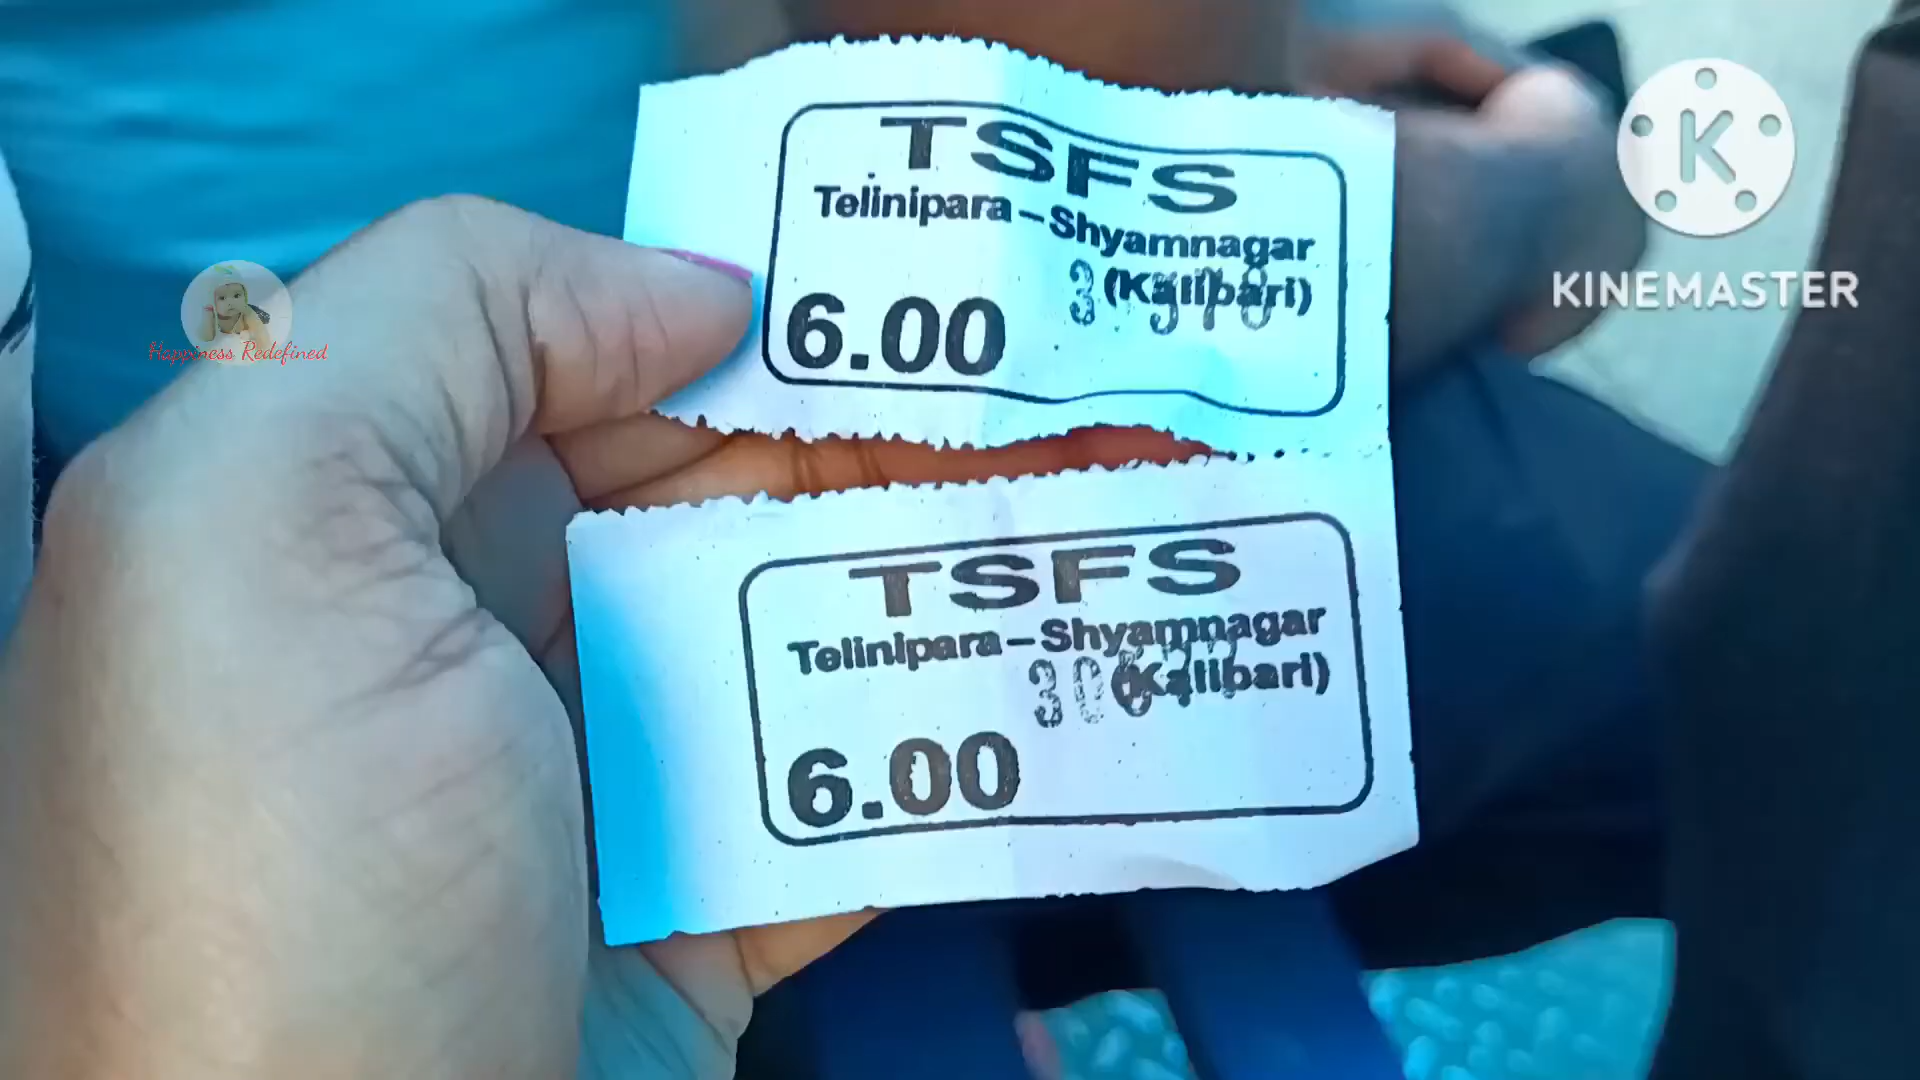 TSFS
Telinipara-Shyamnagar
(Kalibari)
6.00
TSFS
Telinipara-Shyamnagar
(Kalibari)
6.00
KINEMASTER
Happiness Redefined